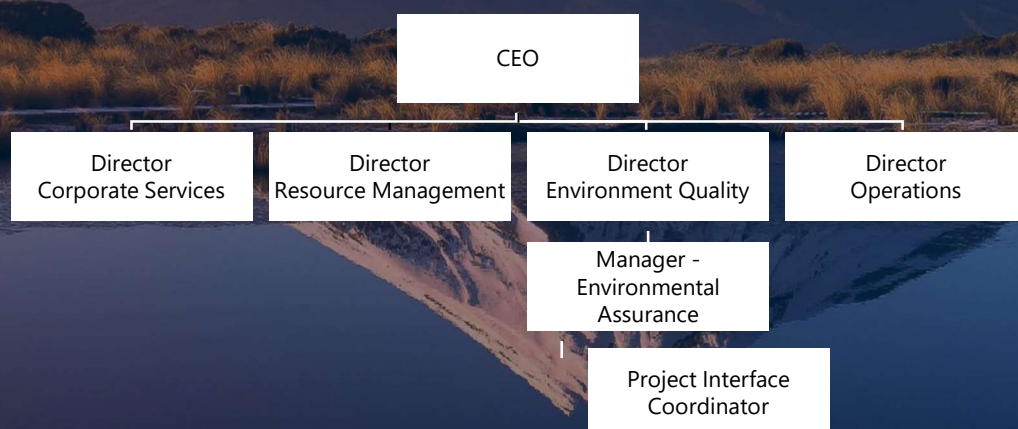 CEO
Director
Corporate Services
Director
Resource Management
Director
Environment Quality
Director
Operations
Manager -
Environmental
Assurance
Project Interface
Coordinator